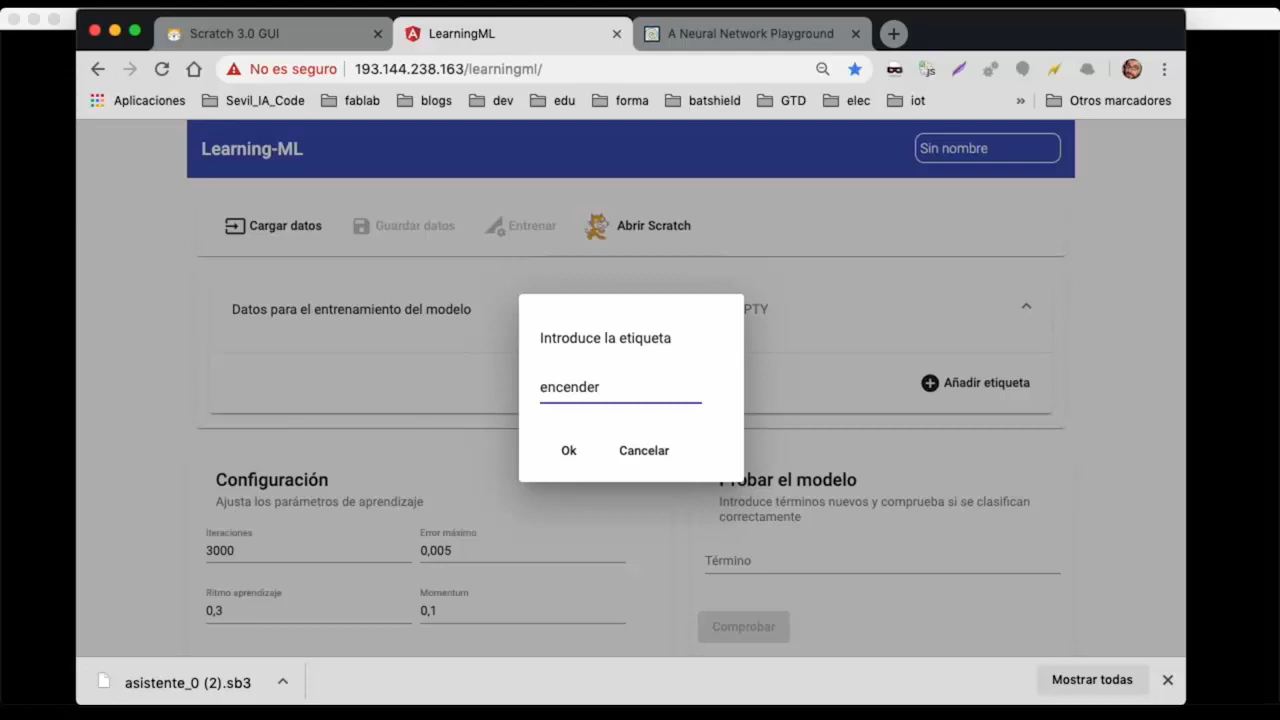 Scratch 3.0 GUI
LearningML
A Neural Network Playground
No es seguro
193.144.238.163/learningml/
Aplicaciones
Sevil_IA_Code
fablab
blogs
dev
edu
forma
batshield
GTD
elec
iot
»
Otros marcadores
Learning-ML
Sin nombre
Cargar datos
Guardar datos
Entrenar
Abrir Scratch
Datos para el entrenamiento del modelo
PTY
Añadir etiqueta
Introduce la etiqueta
encender
Ok
Cancelar
Configuración
Ajusta los parámetros de aprendizaje
Iteraciones
3000
Error máximo
0,005
Ritmo aprendizaje
0,3
Momentum
0,1
Probar el modelo
Introduce términos nuevos y comprueba si se clasifican
correctamente
Término
Comprobar
asistente_0 (2).sb3
Mostrar todas